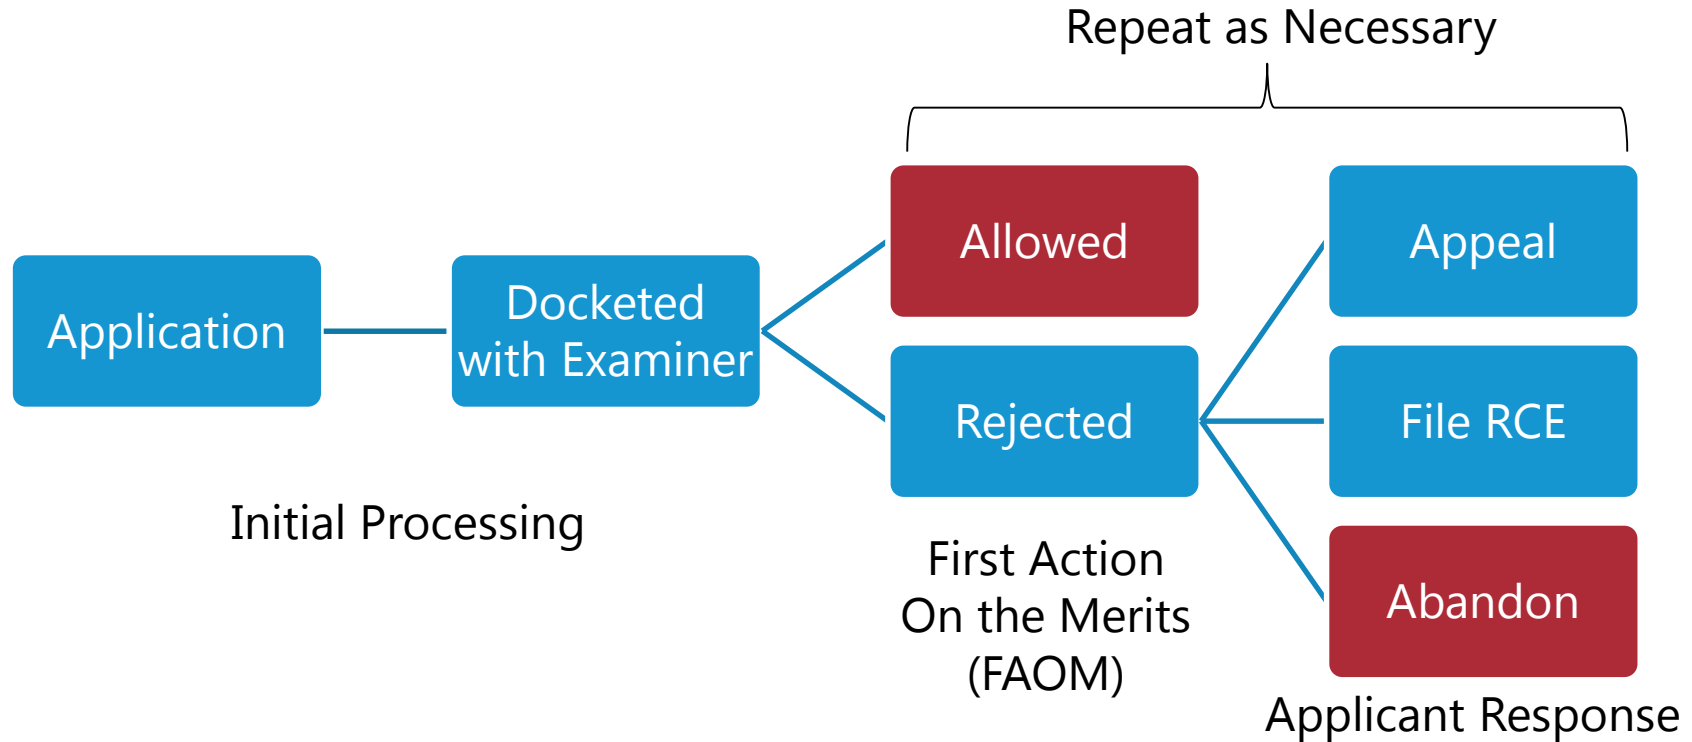 Repeat as Necessary
Application
Docketed
with Examiner
Allowed
Rejected
Appeal
File RCE
Abandon
Initial Processing
First Action
On the Merits
(FAOM)
Applicant Response